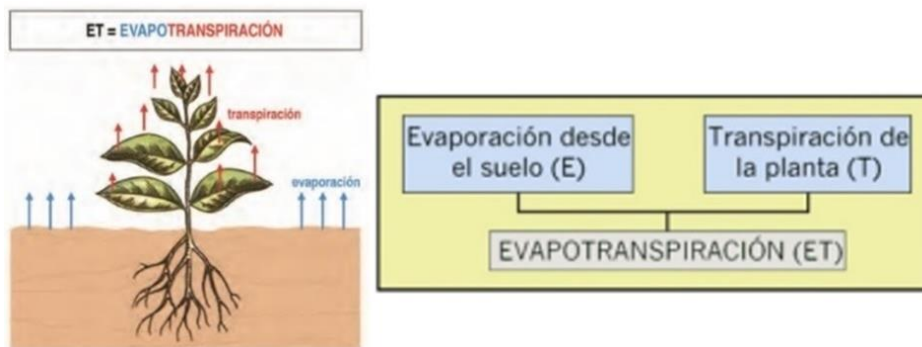 ET = EVAPOTRANSPIRACIÓN
transpiración
evaporación
Evaporación desde
el suelo (E)
Transpiración de
la planta (T)
EVAPOTRANSPIRACIÓN (ET)